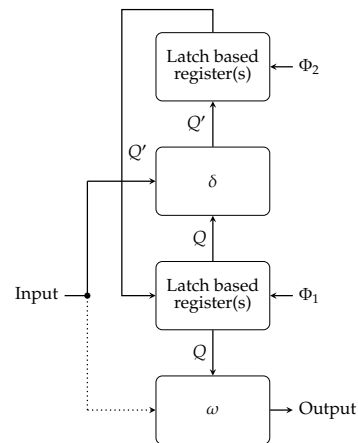 Latch based
register(s)
Φ2
Q′
Q′
δ
Q
Input
Latch based
register(s)
Φ1
Q
ω
Output